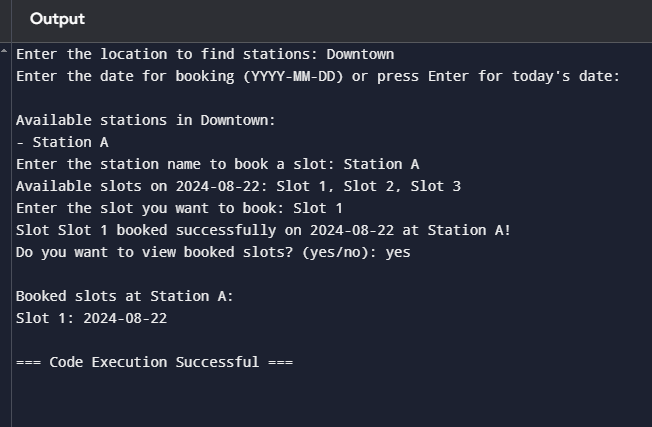 Output
Enter the location to find stations: Downtown
Enter the date for booking (YYYY-MM-DD) or press Enter for today's date:
Available stations in Downtown:
- Station A
Enter the station name to book a slot: Station A
Available slots on 2024-08-22: Slot 1, Slot 2, Slot 3
Enter the slot you want to book: Slot 1
Slot Slot 1 booked successfully on 2024-08-22 at Station A!
Do you want to view booked slots? (yes/no): yes
Booked slots at Station A:
Slot 1: 2024-08-22
=== Code Execution Successful ===